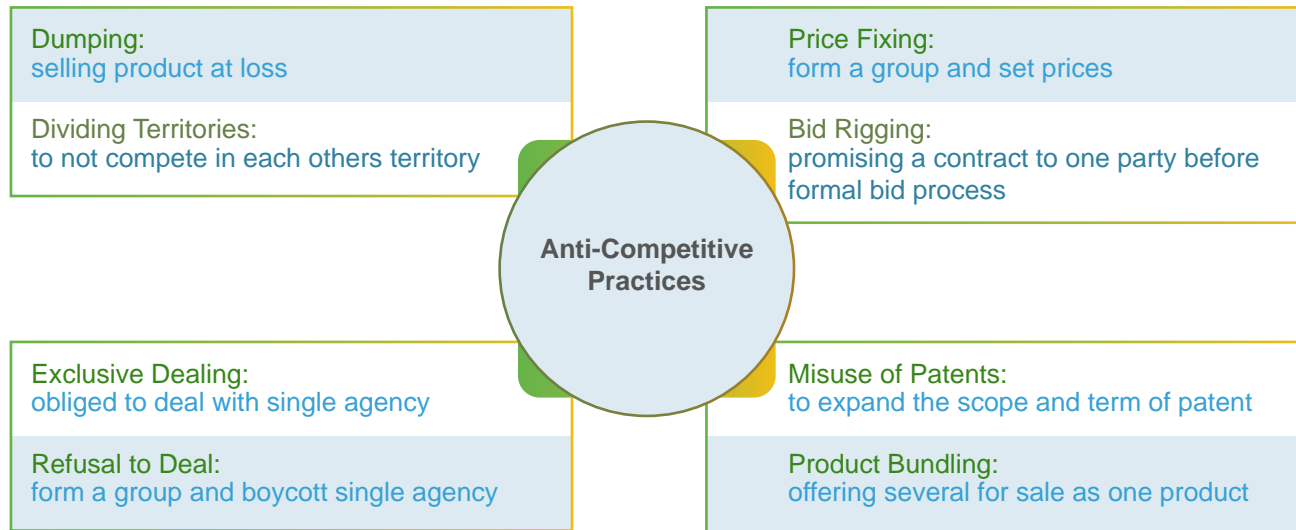 Dumping:
selling product at loss
Dividing Territories:
to not compete in each others territory
Price Fixing:
form a group and set prices
Bid Rigging:
promising a contract to one party before
formal bid process
Anti-Competitive
Practices
Exclusive Dealing:
obliged to deal with single agency
Refusal to Deal:
form a group and boycott single agency
Misuse of Patents:
to expand the scope and term of patent
Product Bundling:
offering several for sale as one product